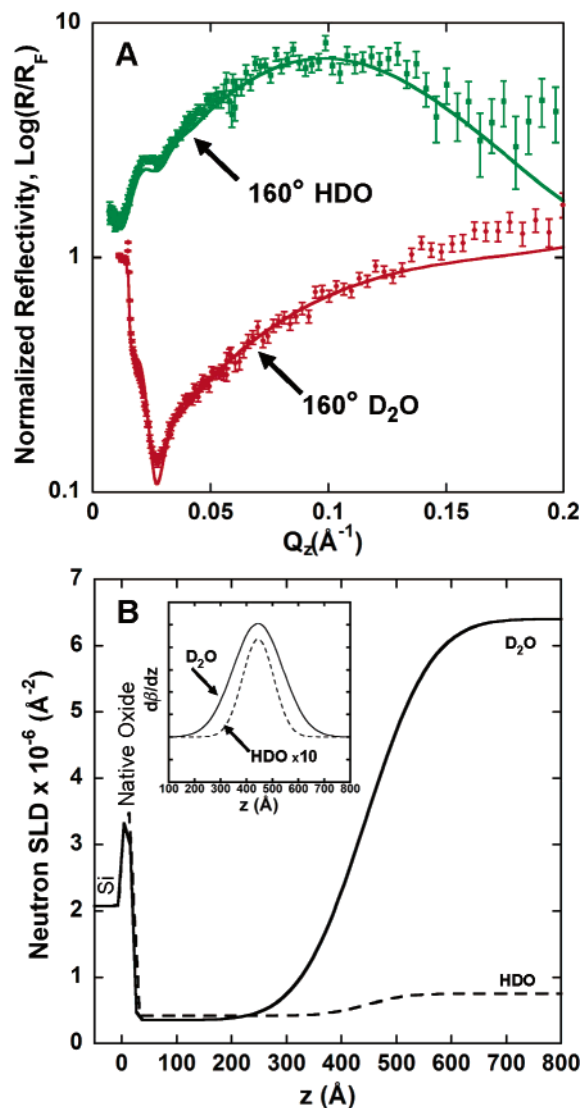 A
Normalized Reflectivity, Log(R/R_F)
10
1
0.1
160° HDO
160° D₂O
0 0.05 0.1 0.15 0.2
Q_z(Å⁻¹)
B
Neutron SLD x 10⁻⁶ (Å⁻²)
7
6
5
4
3
2
1
0
Si
Native Oxide
D₂O
HDO
dβ/dz
D₂O
HDO x10
100 200 300 400 500 600 700 800
z (Å)
0 100 200 300 400 500 600 700 800
z (Å)